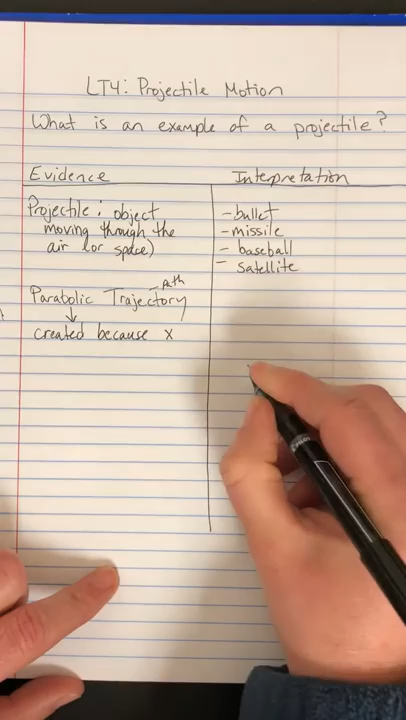 LT4: Projectile Motion
What is an example of a projectile?
Evidence
Projectile: object
moving through the
air (or space)
-path
Parabolic Trajectory
↓
created because x
Interpretation
-bullet
-missile
- baseball
- satellite